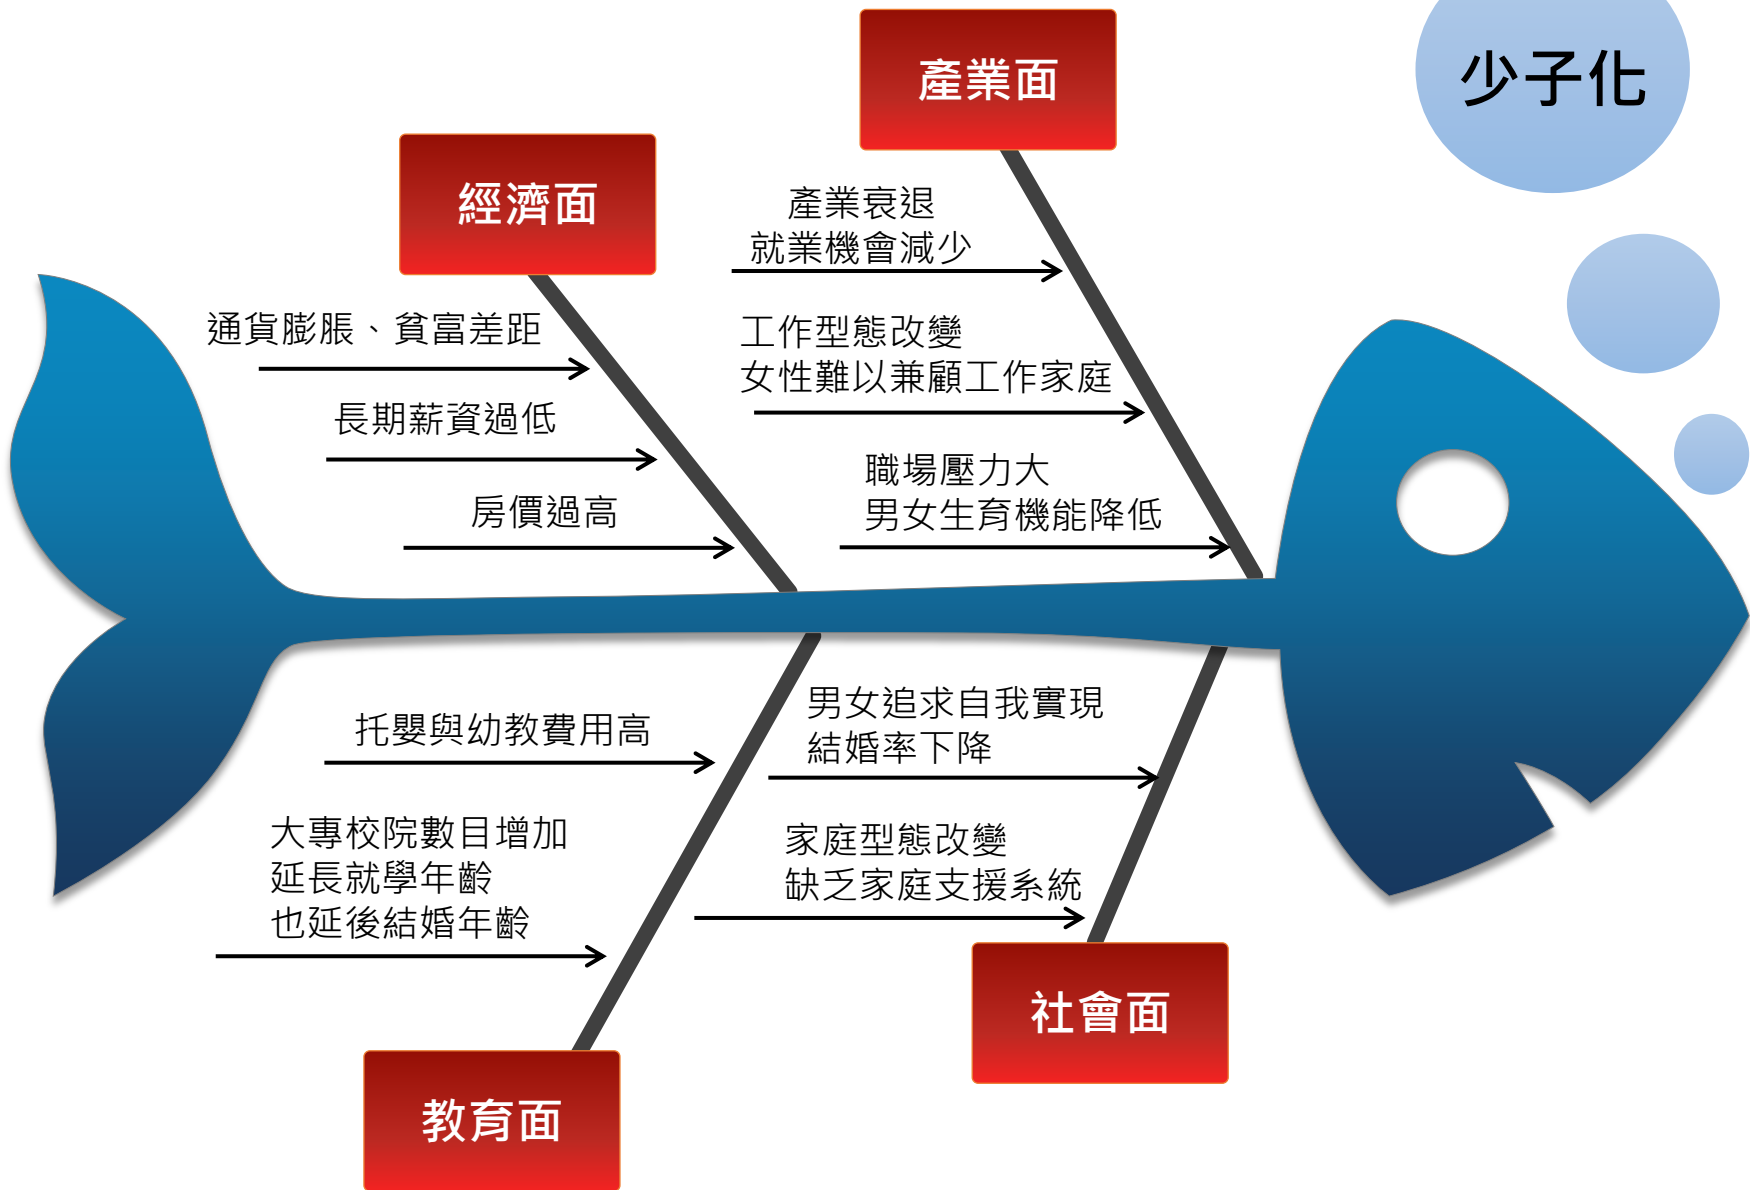 少子化
產業面
經濟面
產業衰退
就業機會減少
工作型態改變
女性難以兼顧工作家庭
職場壓力大
男女生育機能降低
通貨膨脹、貧富差距
長期薪資過低
房價過高
托嬰與幼教費用高
大專校院數目增加
延長就學年齡
也延後結婚年齡
男女追求自我實現
結婚率下降
家庭型態改變
缺乏家庭支援系統
社會面
教育面